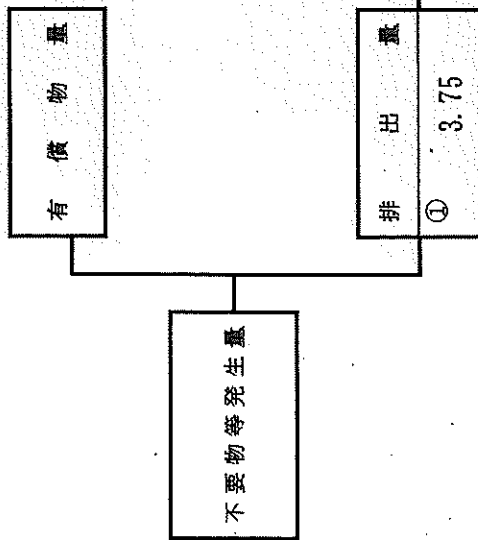 有償物量
不要物等発生量
排出量
①
3.75